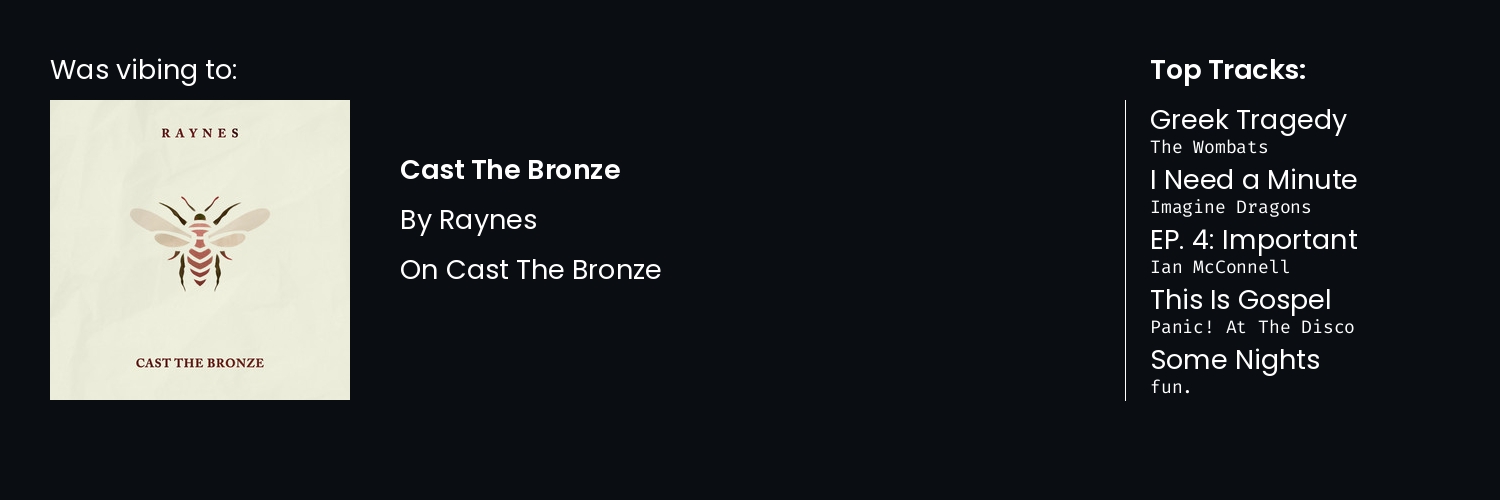 Was vibing to:
RAYNES
CAST THE BRONZE
Cast The Bronze
By Raynes
On Cast The Bronze
Top Tracks:
Greek Tragedy
The Wombats
I Need a Minute
Imagine Dragons
EP. 4: Important
Ian McConnell
This Is Gospel
Panic! At The Disco
Some Nights
fun.